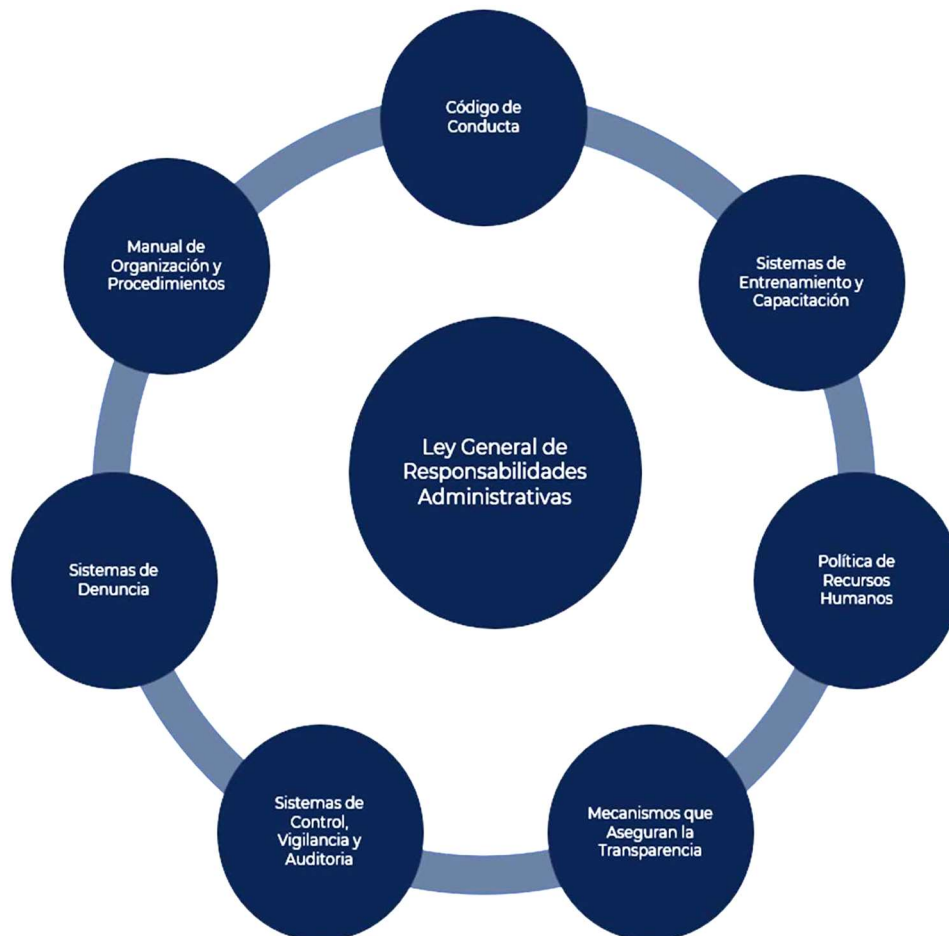 Código de
Conducta
Sistemas de
Entrenamiento y
Capacitación
Política de
Recursos
Humanos
Mecanismos que
Aseguran la
Transparencia
Sistemas de
Control,
Vigilancia y
Auditoria
Sistemas de
Denuncia
Manual de
Organización y
Procedimientos
Ley General de
Responsabilidades
Administrativas